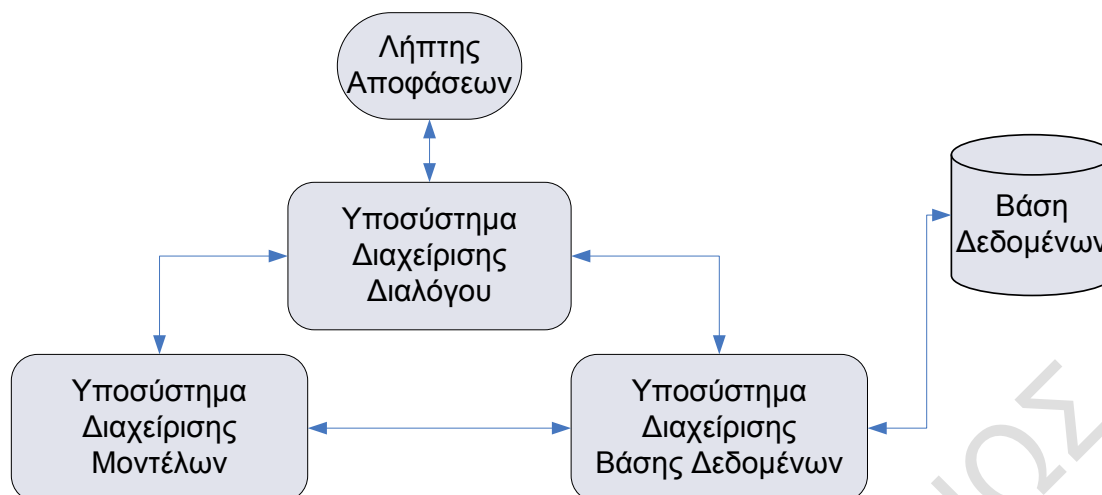 Λήπτης
Αποφάσεων
Υποσύστημα
Διαχείρισης
Διαλόγου
Βάση
Δεδομένων
Υποσύστημα
Διαχείρισης
Μοντέλων
Υποσύστημα
Διαχείρισης
Βάσης Δεδομένων